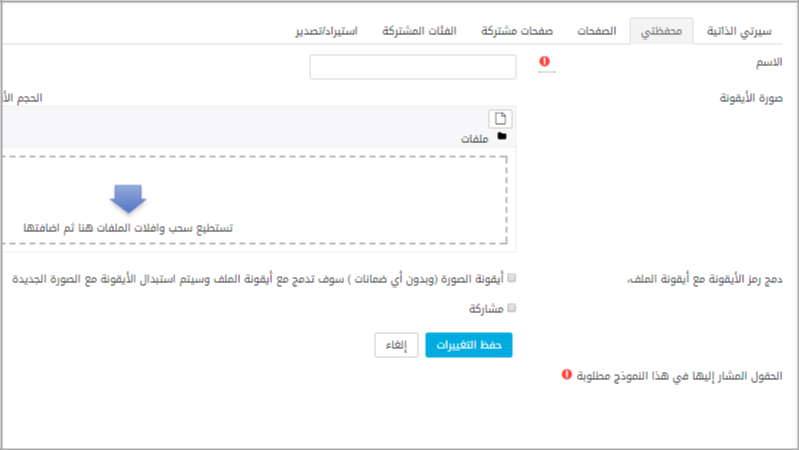 سيرتي الذاتية محفظتي الصفحات صفحات مشتركة الفئات المشتركة استيراد/تصدير
الاسم
صورة الأيقونة الحجم
ملفات
تستطيع سحب وافلات الملفات هنا ثم اضافتها
دمج رمز الأيقونة مع أيقونة الملف، أيقونة الصورة (وبدون أي ضمانات ) سوف تدمج مع أيقونة الملف وسيتم استبدال الأيقونة مع الصورة الجديدة
مشاركة
حفظ التغييرات إلغاء
الحقول المشار إليها في هذا النموذج مطلوبة